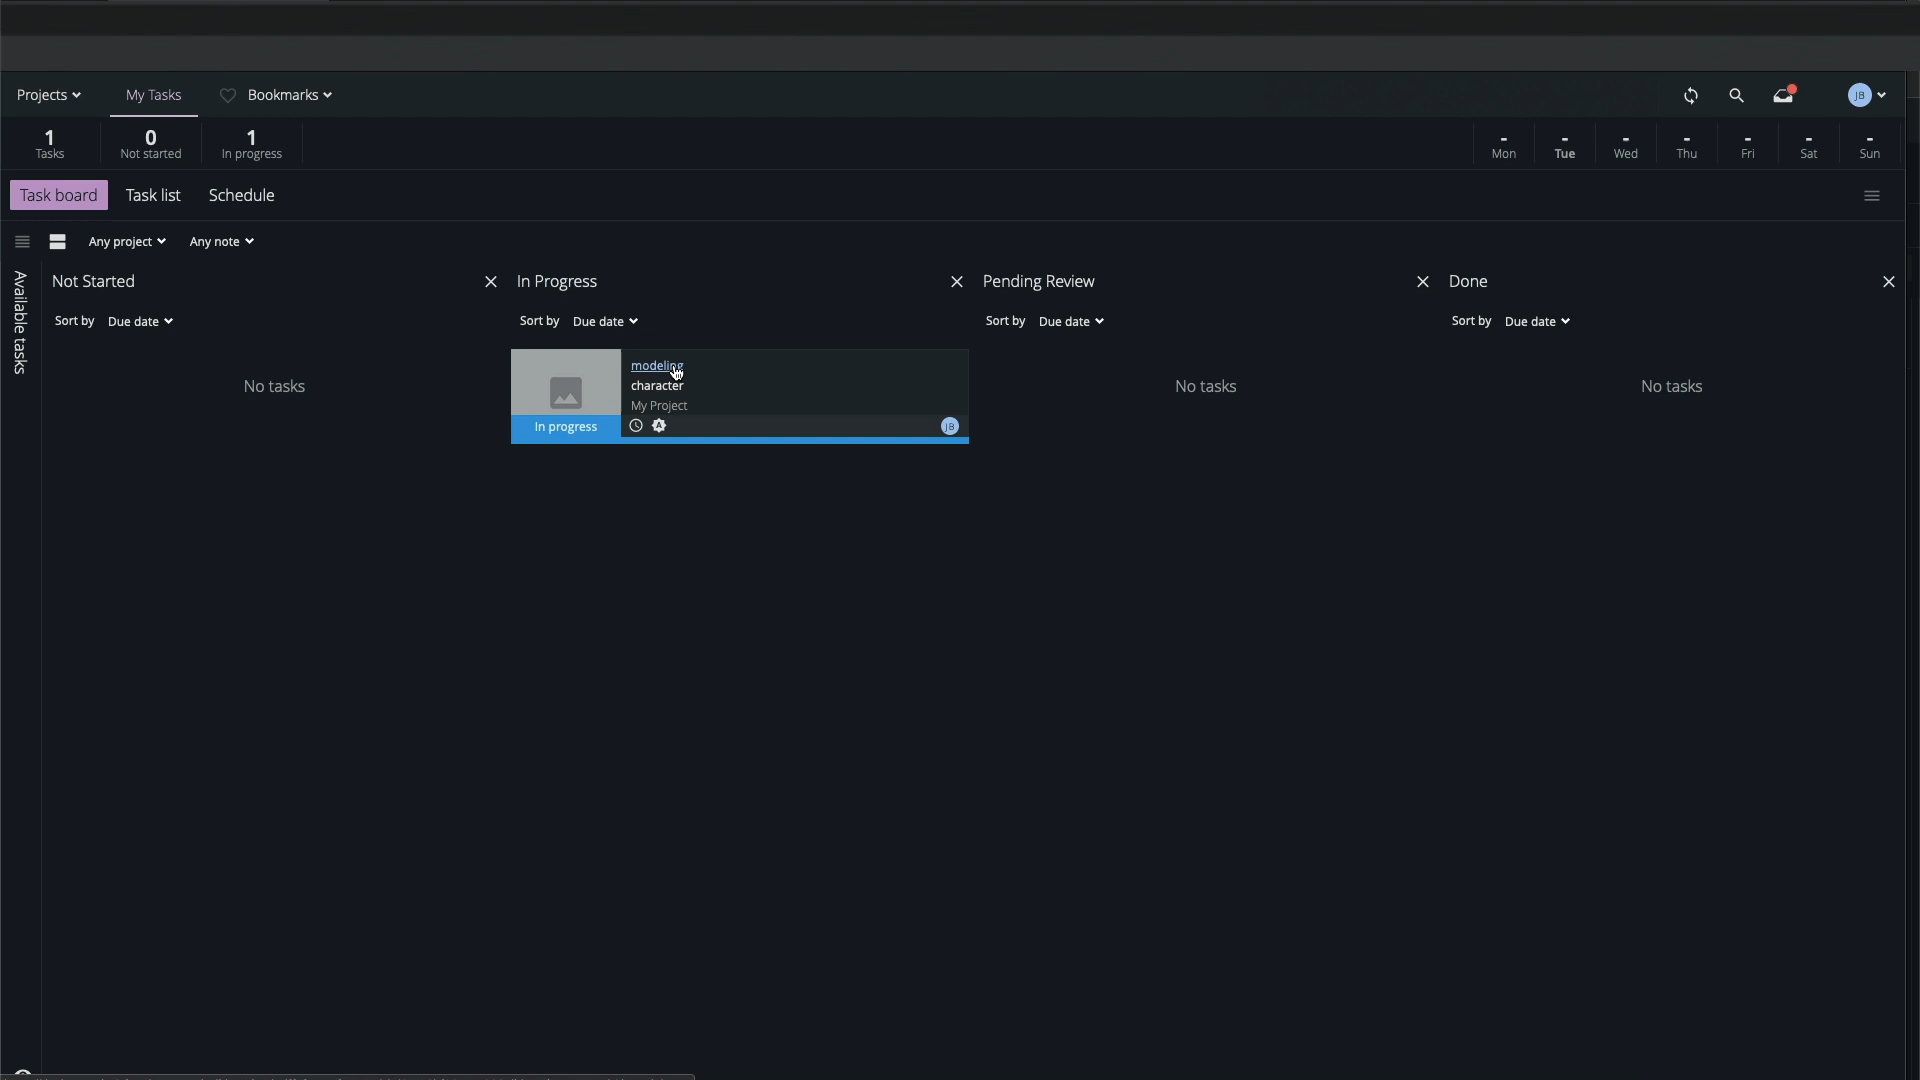 Projects My Tasks Bookmarks JB
1 0 1 - - - - - - -
Tasks Not started In progress Mon Tue Wed Thu Fri Sat Sun
Task board Task list Schedule
Any project Any note
Available tasks
Not Started In Progress Pending Review Done
Sort by Due date Sort by Due date Sort by Due date Sort by Due date
modeling
No tasks character No tasks No tasks
My Project
In progress JB